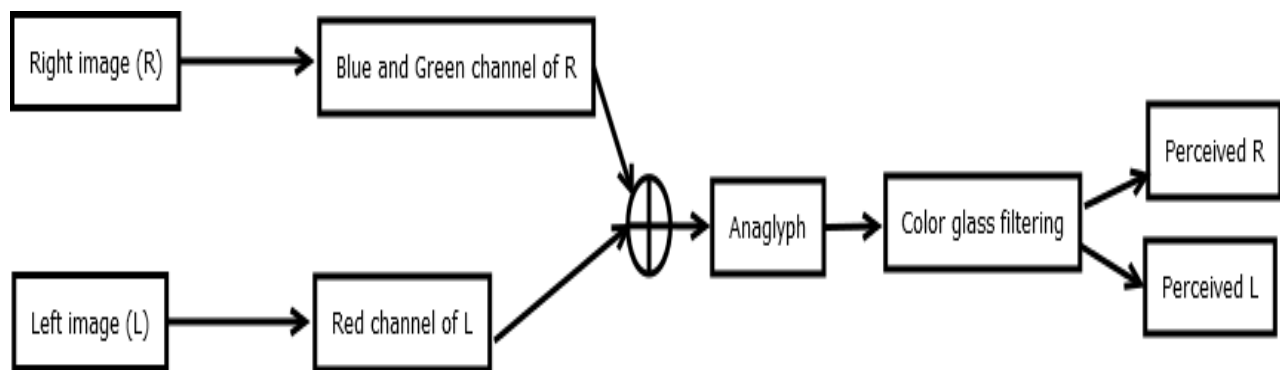 Right image (R)
Blue and Green channel of R
Perceived R
Anaglyph
Color glass filtering
Perceived L
Left image (L)
Red channel of L